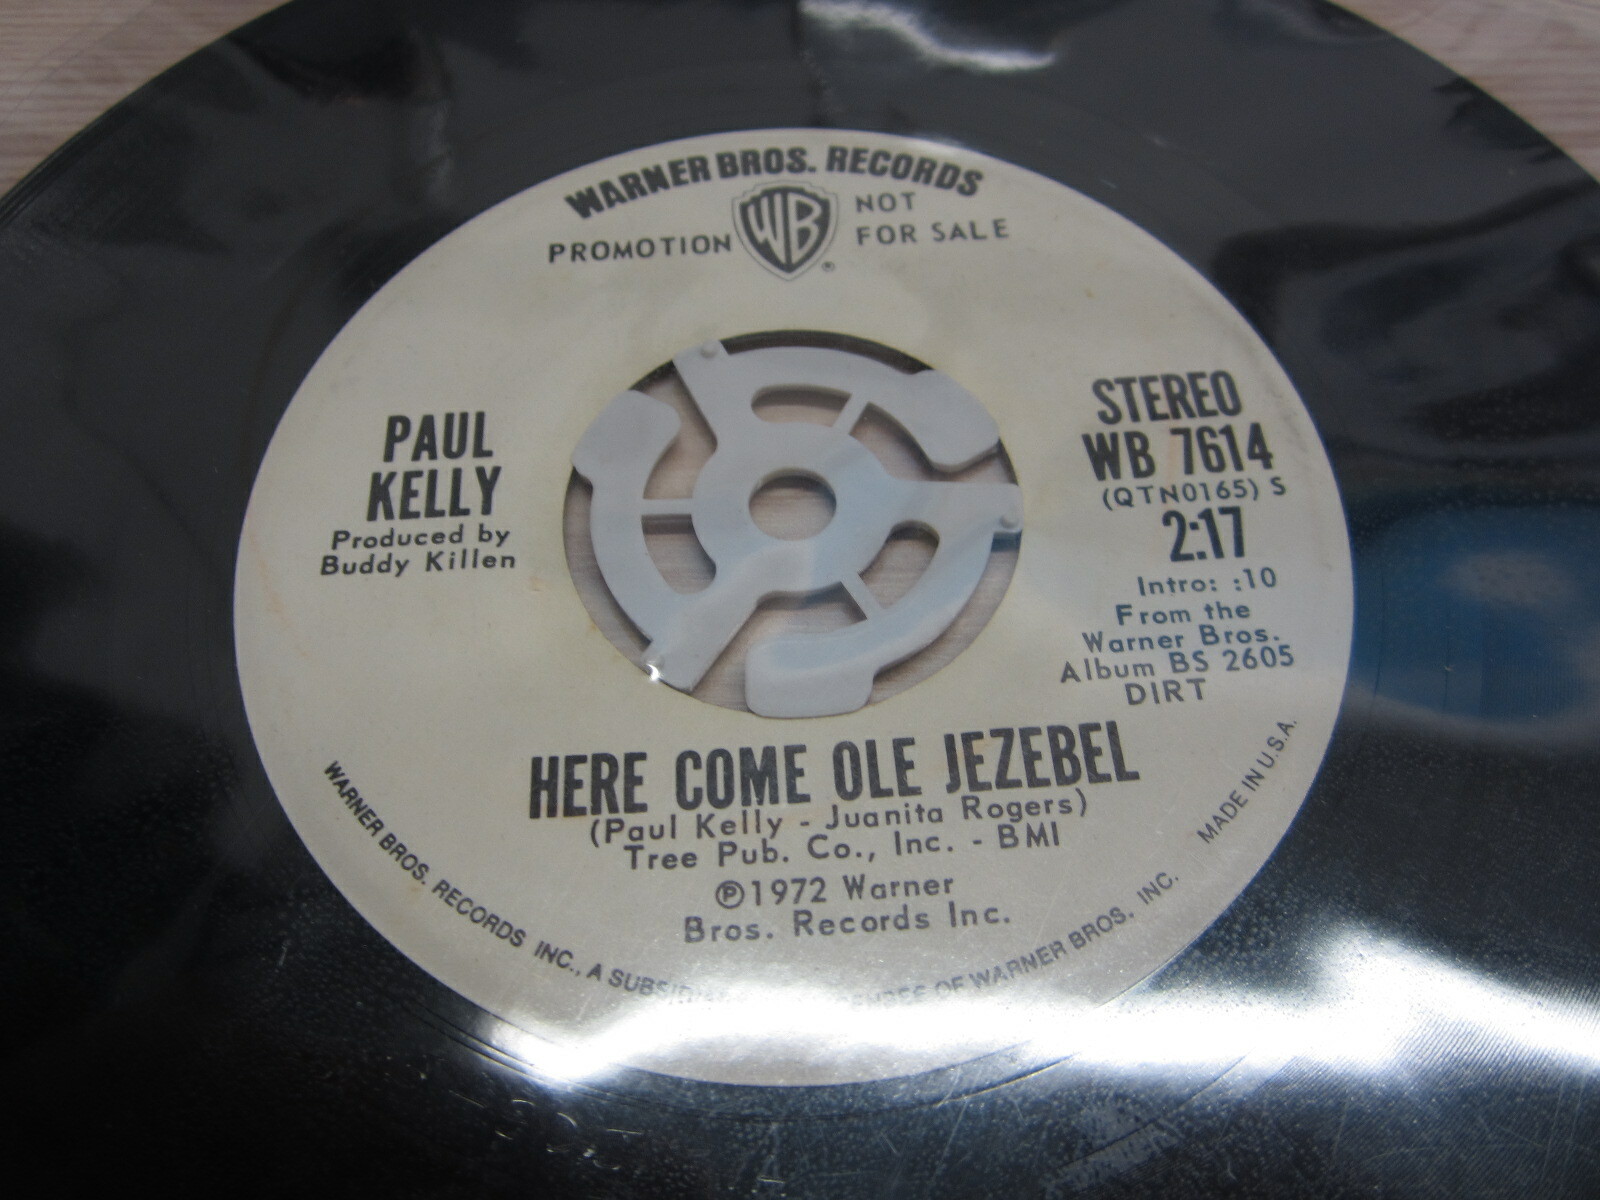 WARNER BROS. RECORDS
PROMOTION
WB
®
NOT
FOR SALE
PAUL
KELLY
Produced by
Buddy Killen
STEREO
WB 7614
(QTN0165) S
2:17
Intro: :10
From the
Warner Bros.
Album BS 2605
DIRT
HERE COME OLE JEZEBEL
(Paul Kelly - Juanita Rogers)
Tree Pub. Co., Inc. - BMI
℗1972 Warner
Bros. Records Inc.
WARNER BROS. RECORDS INC., A OF WARNER BROS. INC.
MADE IN U.S.A.